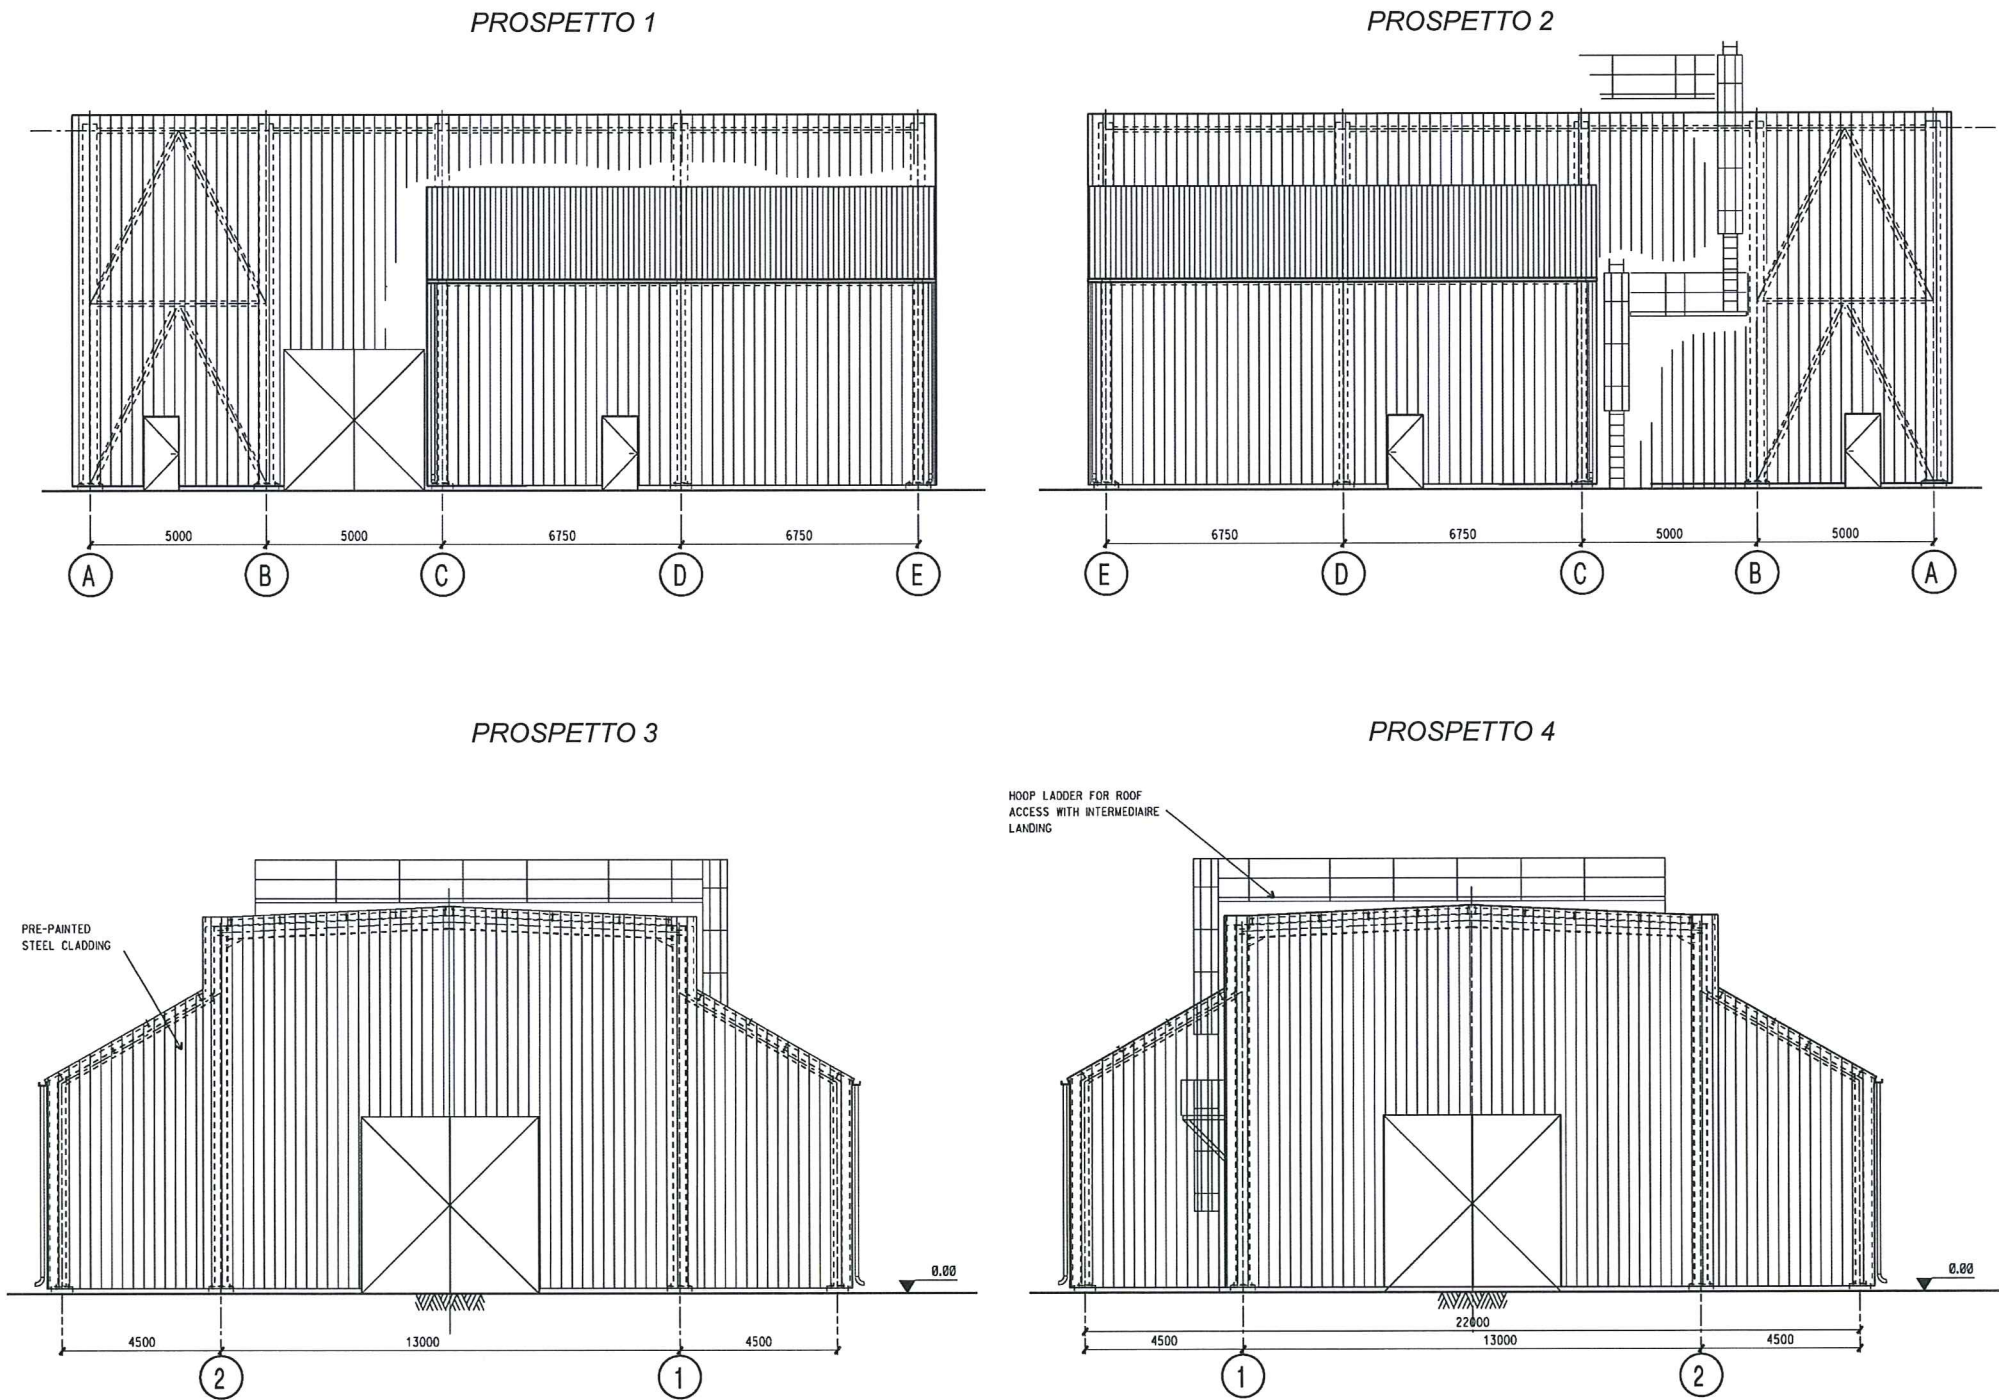 PROSPETTO 1
5000
5000
6750
6750
A
B
C
D
E
PROSPETTO 2
6750
6750
5000
5000
E
D
C
B
A
PROSPETTO 3
PRE-PAINTED
STEEL CLADDING
0.00
4500
13000
4500
2
1
PROSPETTO 4
HOOP LADDER FOR ROOF
ACCESS WITH INTERMEDIAIRE
LANDING
0.00
22000
4500
13000
4500
1
2